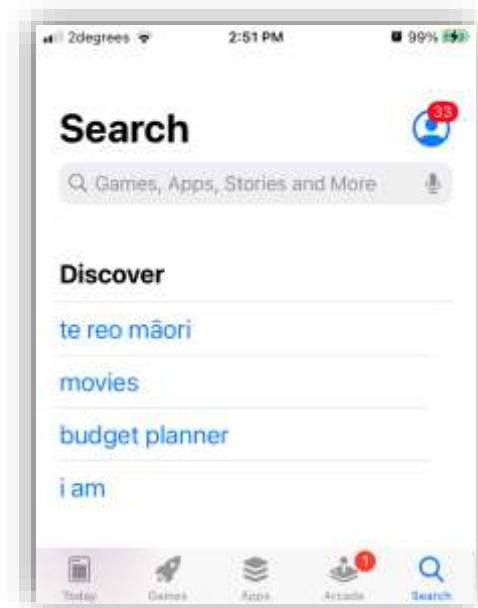 2degrees 2:51 PM 99%
Search
33
Games, Apps, Stories and More
Discover
te reo māori
movies
budget planner
i am
1
Today Games Apps Arcade Search